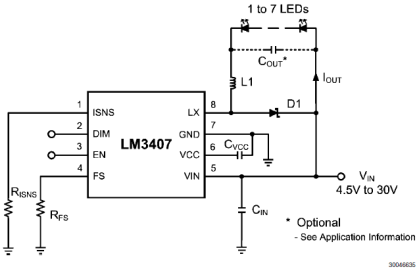 1 to 7 LEDs
COUT*
L1
IOUT
D1
1
ISNS
LX
8
2
DIM
GND
7
LM3407
CVCC
3
EN
VCC
6
4
FS
VIN
5
RISNS
RFS
CIN
VIN
4.5V to 30V
* Optional
- See Application Information
30046635